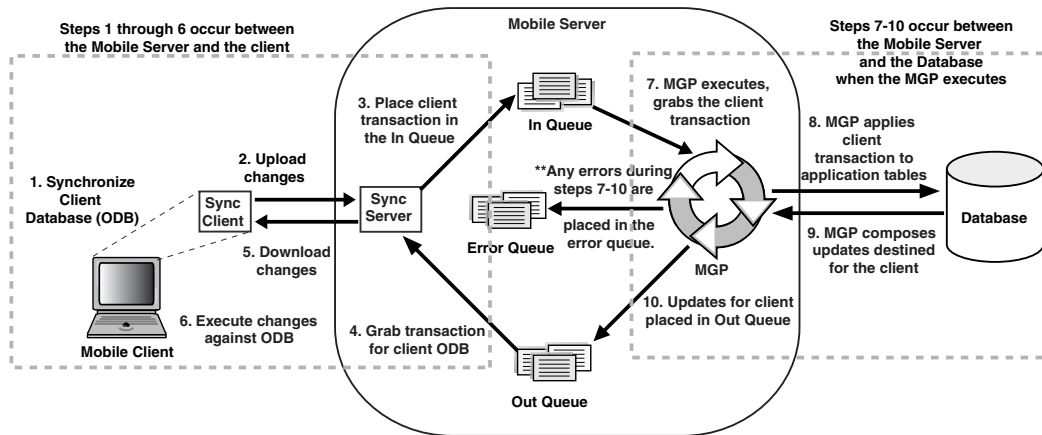 Mobile Server
Steps 1 through 6 occur between
the Mobile Server and the client
Steps 7-10 occur between
the Mobile Server
and the Database
when the MGP executes
1. Synchronize
Client
Database (ODB)
Sync
Client
2. Upload
changes
Sync
Server
5. Download
changes
3. Place client
transaction in
the In Queue
In Queue
7. MGP executes,
grabs the client
transaction
**Any errors during
steps 7-10 are
placed in the
error queue.
Error Queue
MGP
8. MGP applies
client
transaction to
application tables
Database
9. MGP composes
updates destined
for the client
10. Updates for client
placed in Out Queue
4. Grab transaction
for client ODB
Out Queue
6. Execute changes
against ODB
Mobile Client